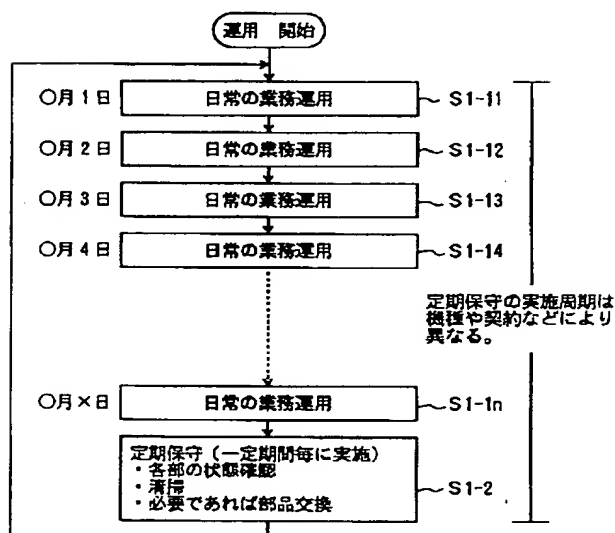 運用 開始
〇月1日 日常の業務運用 S1-11
〇月2日 日常の業務運用 S1-12
〇月3日 日常の業務運用 S1-13
〇月4日 日常の業務運用 S1-14
定期保守の実施周期は
機種や契約などにより
異なる。
〇月×日 日常の業務運用 S1-1n
定期保守(一定期間毎に実施)
・各部の状態確認
・清掃
・必要であれば部品交換
S1-2